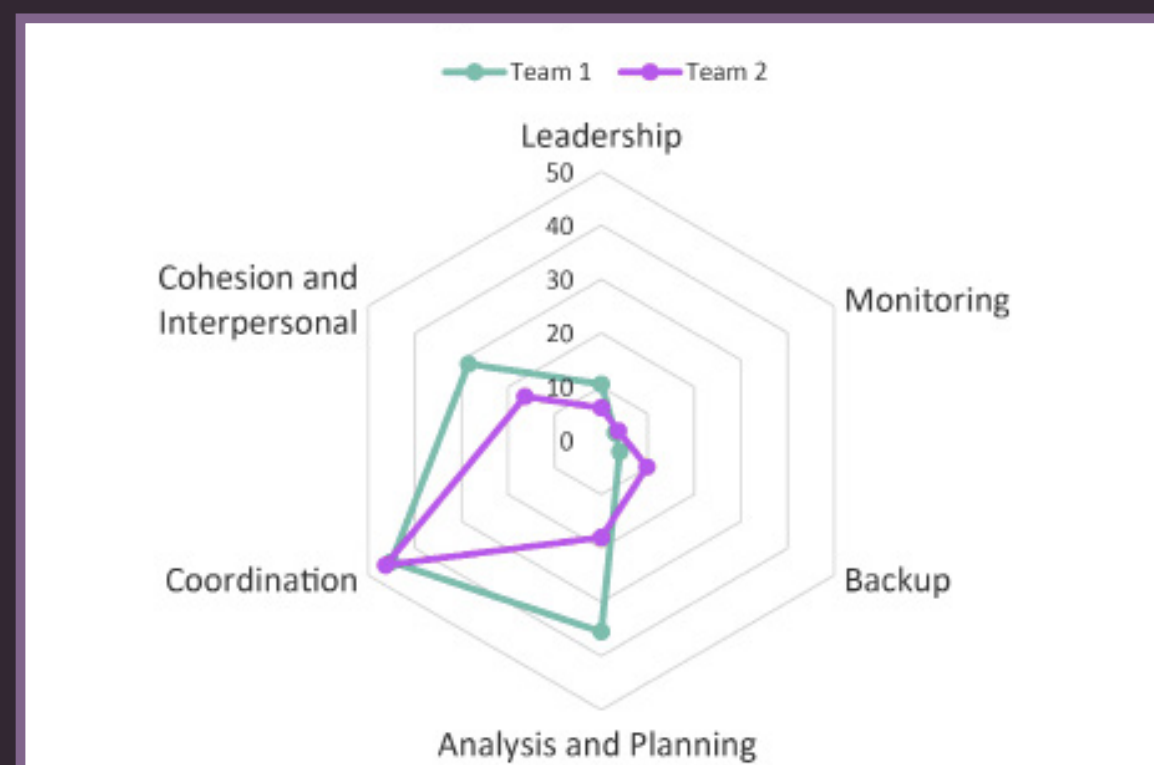 Team 1 Team 2
Leadership
50
40
30
20
10
0
Cohesion and
Interpersonal
Monitoring
Coordination
Backup
Analysis and Planning